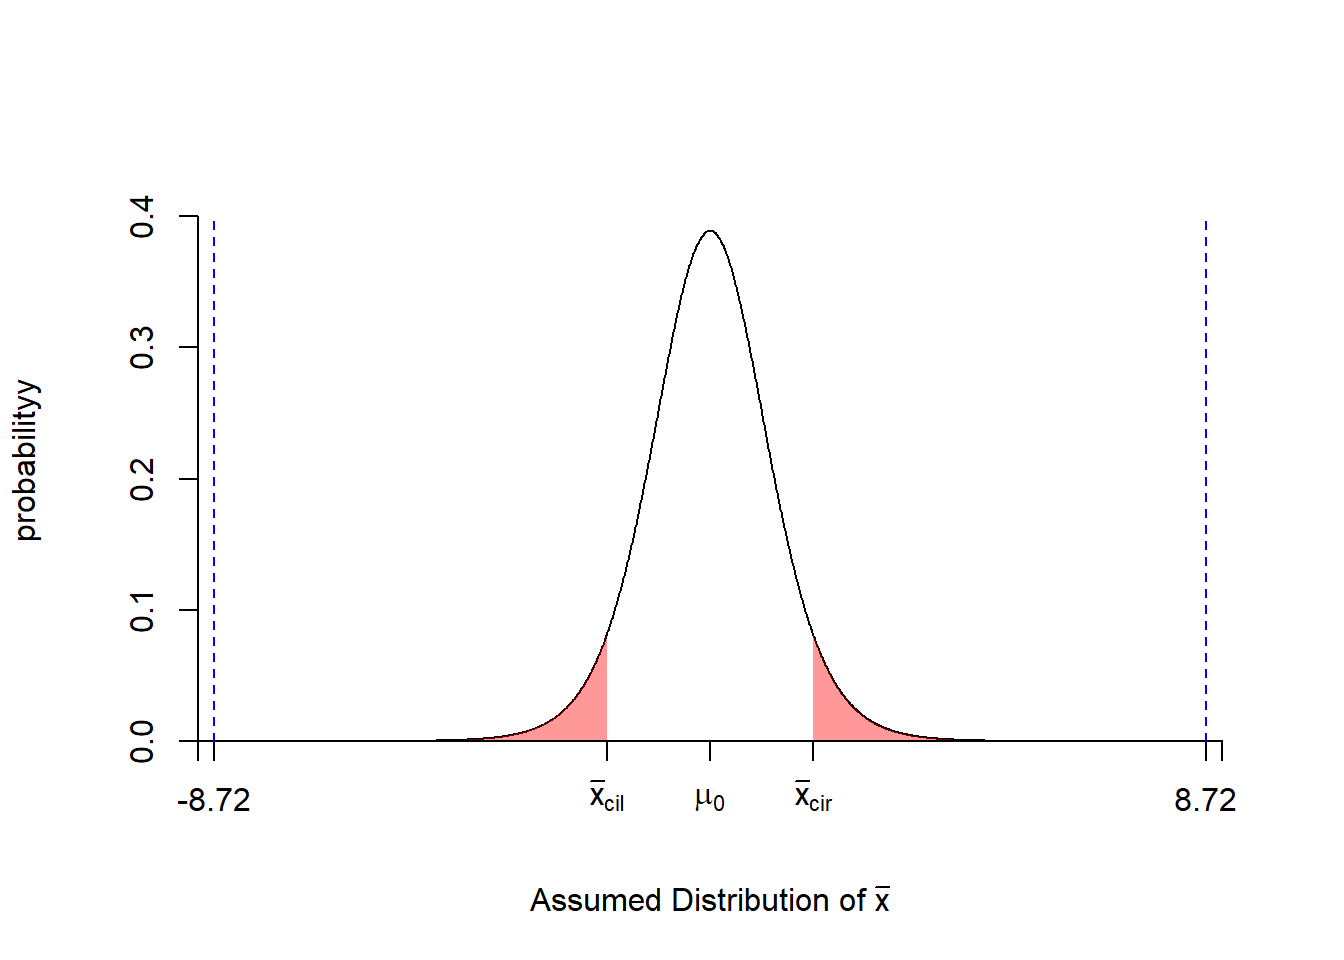 0.4
0.3
0.2
0.1
0.0
probabilityy
-8.72 x̅cil μ0 x̅cir 8.72
Assumed Distribution of x̅